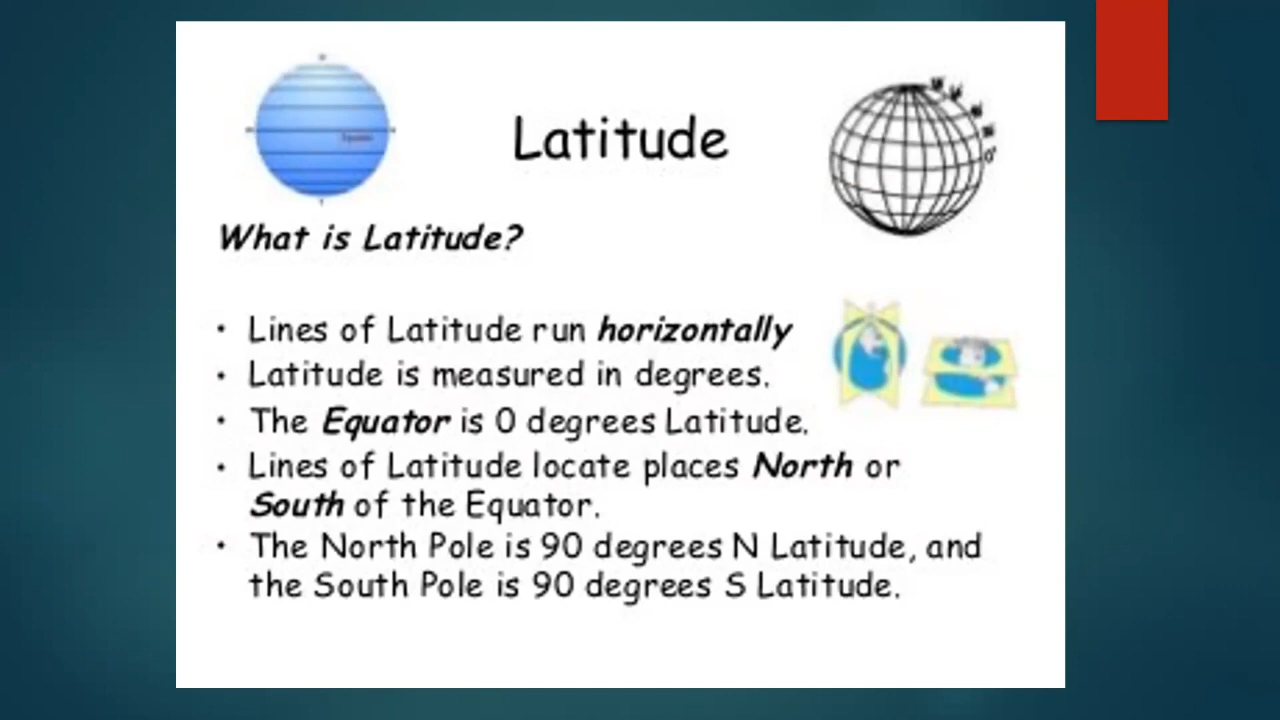 Latitude
What is Latitude?
• Lines of Latitude run horizontally
• Latitude is measured in degrees.
• The Equator is 0 degrees Latitude.
• Lines of Latitude locate places North or
South of the Equator.
• The North Pole is 90 degrees N Latitude, and
the South Pole is 90 degrees S Latitude.